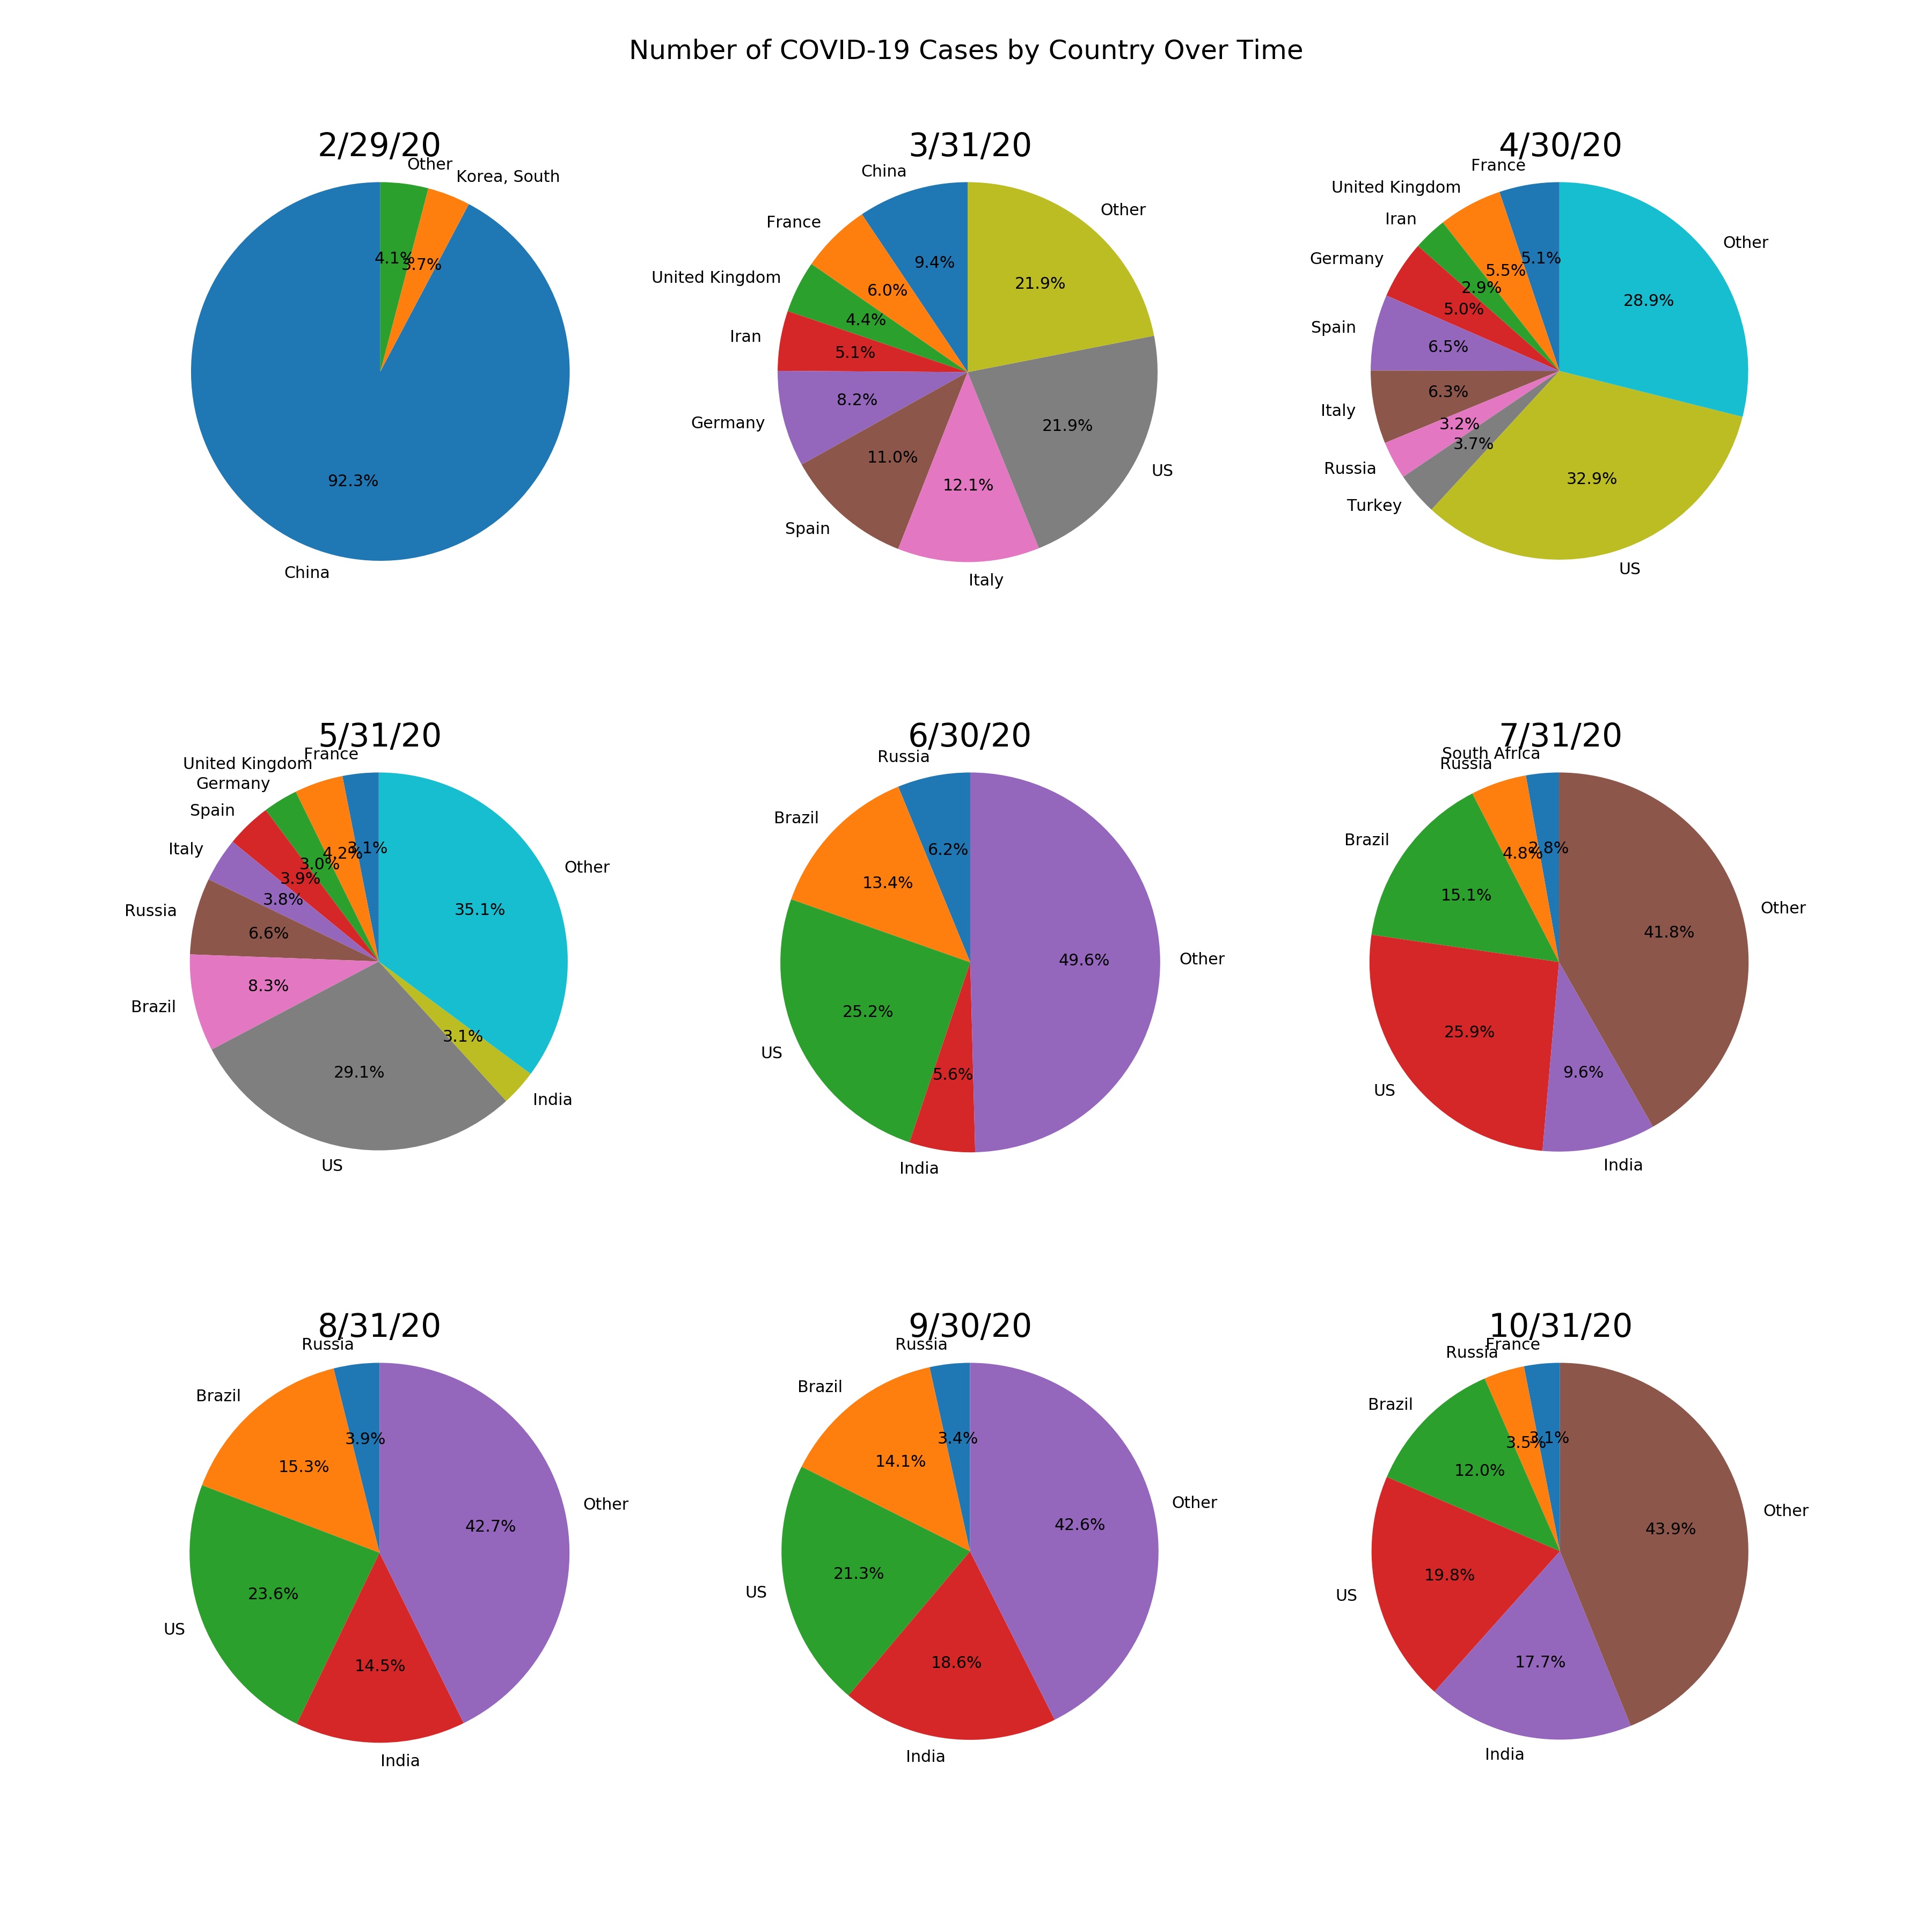 Number of COVID-19 Cases by Country Over Time
2/29/20
Other
Korea, South
4.1%
3.7%
92.3%
China
3/31/20
China
France
United Kingdom
Iran
Germany
Spain
Italy
US
Other
9.4%
6.0%
4.4%
5.1%
8.2%
11.0%
12.1%
21.9%
21.9%
4/30/20
France
United Kingdom
Iran
Germany
Spain
Italy
Russia
Turkey
US
Other
5.1%
5.5%
2.9%
5.0%
6.5%
6.3%
3.2%
3.7%
32.9%
28.9%
5/31/20
France
United Kingdom
Germany
Spain
Italy
Russia
Brazil
US
India
Other
3.1%
4.2%
3.0%
3.9%
3.8%
6.6%
8.3%
29.1%
3.1%
35.1%
6/30/20
Russia
Brazil
US
India
Other
6.2%
13.4%
25.2%
5.6%
49.6%
7/31/20
South Africa
Russia
Brazil
US
India
Other
2.8%
4.8%
15.1%
25.9%
9.6%
41.8%
8/31/20
Russia
Brazil
US
India
Other
3.9%
15.3%
23.6%
14.5%
42.7%
9/30/20
Russia
Brazil
US
India
Other
3.4%
14.1%
21.3%
18.6%
42.6%
10/31/20
France
Russia
Brazil
US
India
Other
3.1%
3.5%
12.0%
19.8%
17.7%
43.9%